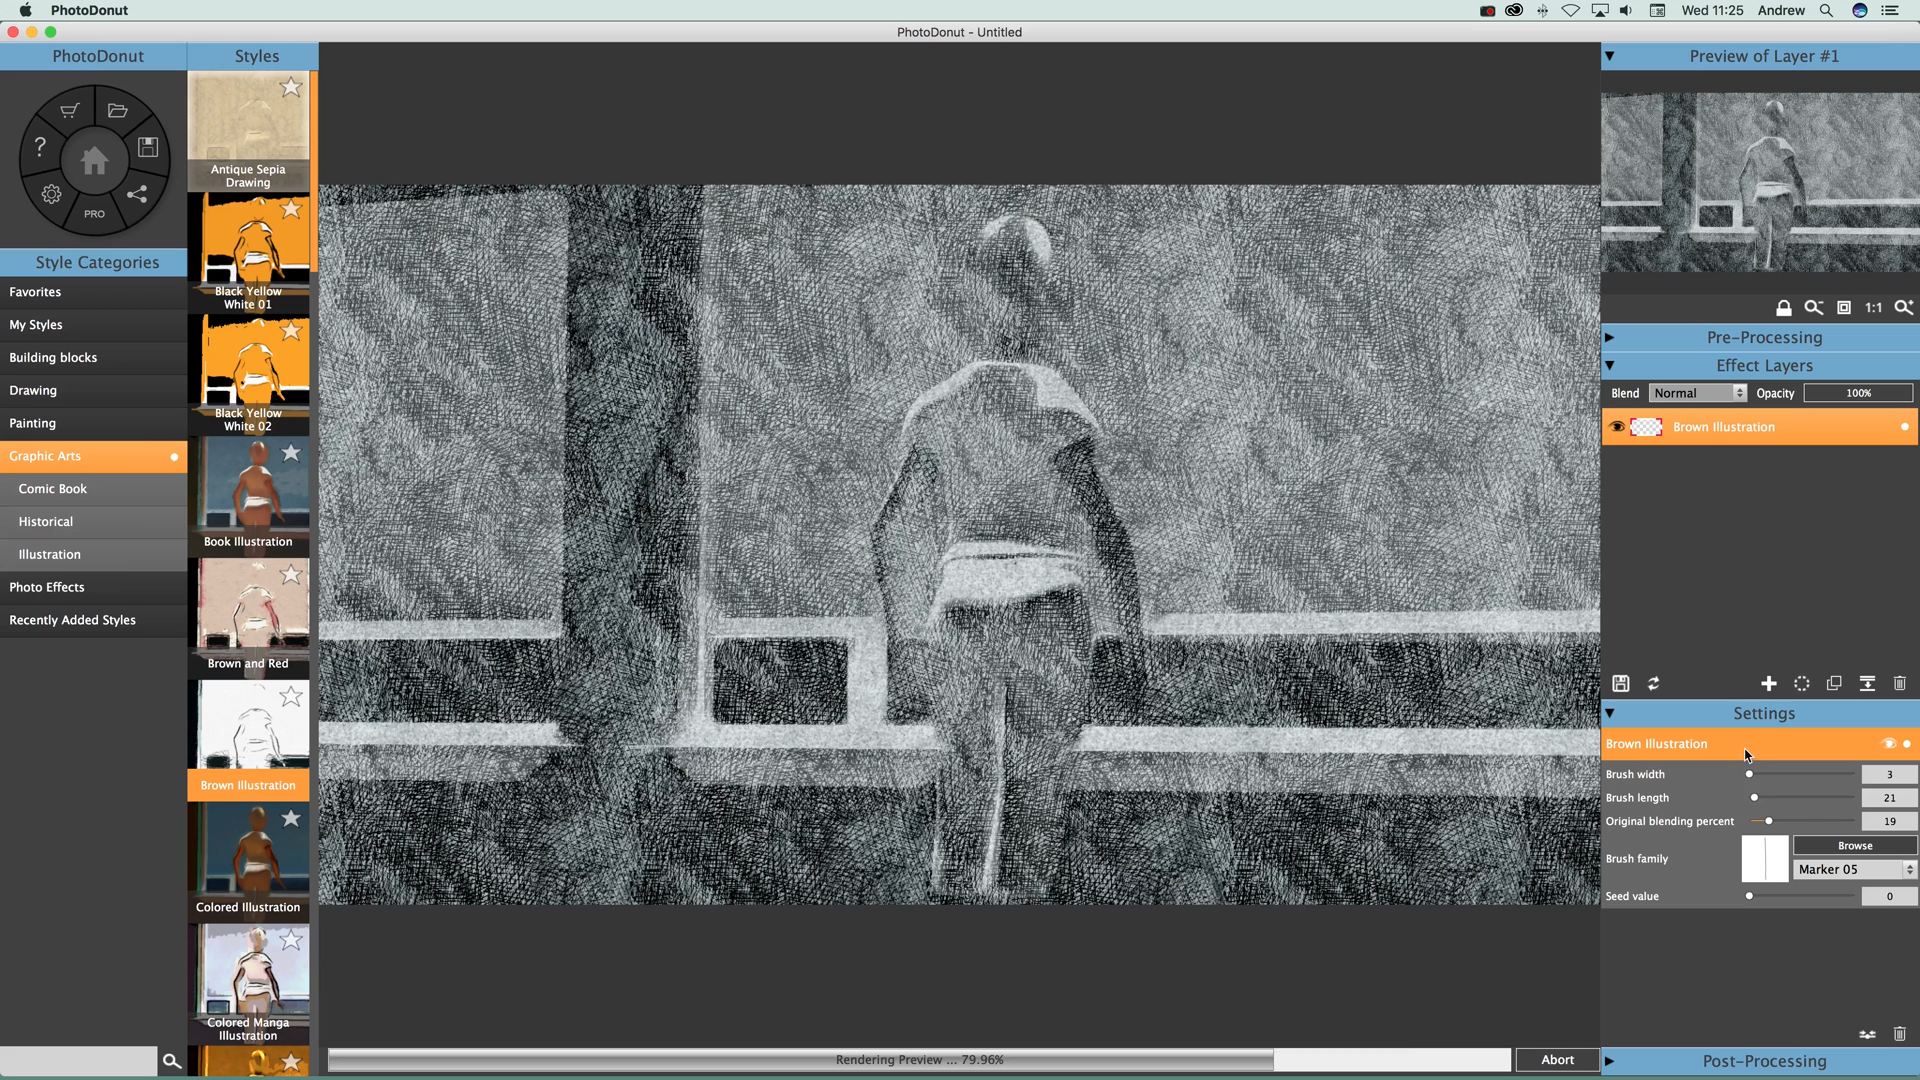 PhotoDonut
Wed 11:25
Andrew
PhotoDonut - Untitled
PhotoDonut
Styles
Preview of Layer #1
?
PRO
Style Categories
Favorites
My Styles
Building blocks
Drawing
Painting
Graphic Arts
Comic Book
Historical
Illustration
Photo Effects
Recently Added Styles
Antique Sepia
Drawing
Black Yellow
White 01
Black Yellow
White 02
Book Illustration
Brown and Red
Brown Illustration
Colored Illustration
Colored Manga
Illustration
Rendering Preview ... 79.96%
Abort
1:1
Pre-Processing
Effect Layers
Blend
Normal
Opacity
100%
Brown Illustration
Settings
Brown Illustration
Brush width
3
Brush length
21
Original blending percent
19
Brush family
Browse
Marker 05
Seed value
0
Post-Processing